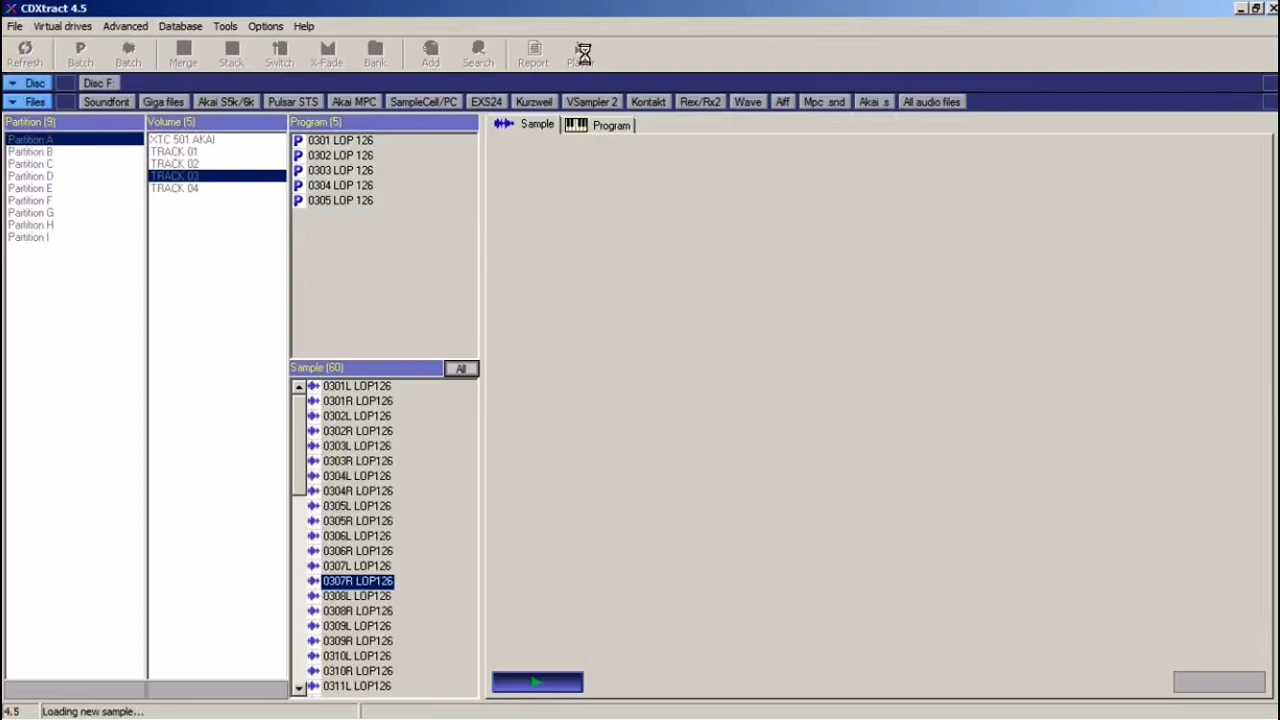 CDXtract 4.5
File Virtual drives Advanced Database Tools Options Help
Refresh Batch Batch Merge Stack Switch X-Fade Bank Add Search Report
Disc Disc F:
Files Soundfont Giga files Akai S5k/6k Pulsar STS Akai MPC SampleCell/PC EXS24 Kurzweil VSampler 2 Kontakt Rex/Rx2 Wave Aiff Mpc .snd Akai .s All audio files
Partition (9)
Partition A
Partition B
Partition C
Partition D
Partition E
Partition F
Partition G
Partition H
Partition I
Volume (5)
XTC 501 AKAI
TRACK 01
TRACK 02
TRACK 03
TRACK 04
Program (5)
P 0301 LOP 126
P 0302 LOP 126
P 0303 LOP 126
P 0304 LOP 126
P 0305 LOP 126
Sample (60) All
0301L LOP126
0301R LOP126
0302L LOP126
0302R LOP126
0303L LOP126
0303R LOP126
0304L LOP126
0304R LOP126
0305L LOP126
0305R LOP126
0306L LOP126
0306R LOP126
0307L LOP126
0307R LOP126
0308L LOP126
0308R LOP126
0309L LOP126
0309R LOP126
0310L LOP126
0310R LOP126
0311L LOP126
Sample Program
4.5 Loading new sample...